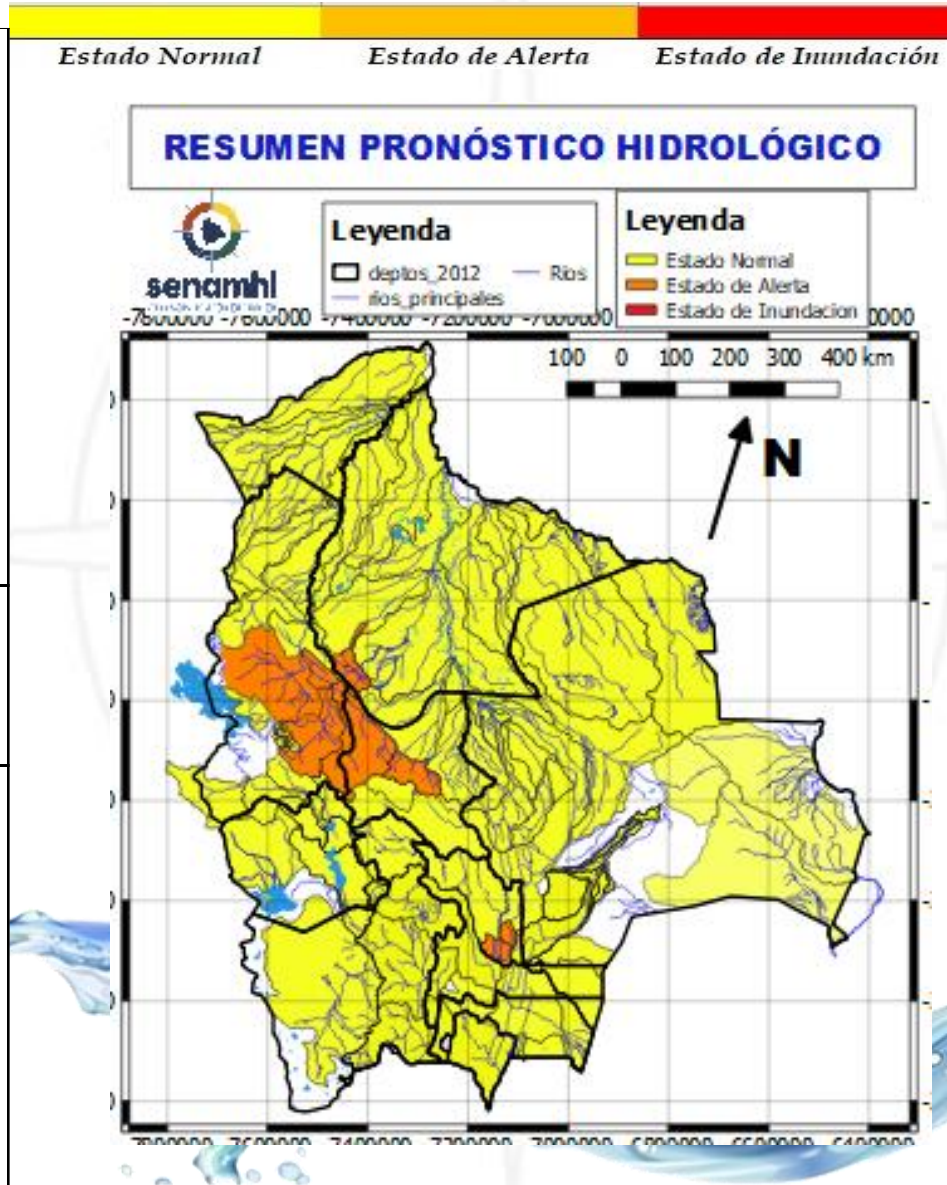 Estado Normal Estado de Alerta Estado de Inundación
RESUMEN PRONÓSTICO HIDROLÓGICO
senamhi
Leyenda
deptos_2012 Rios
rios_principales
Leyenda
Estado Normal
Estado de Alerta
Estado de Inundacion
-7800000 -7600000 -7400000 -7200000 -7000000
100 0 100 200 300 400 km
N
-7800000 -7600000 -7400000 -7200000 -7000000 -6800000 -6600000 -6400000